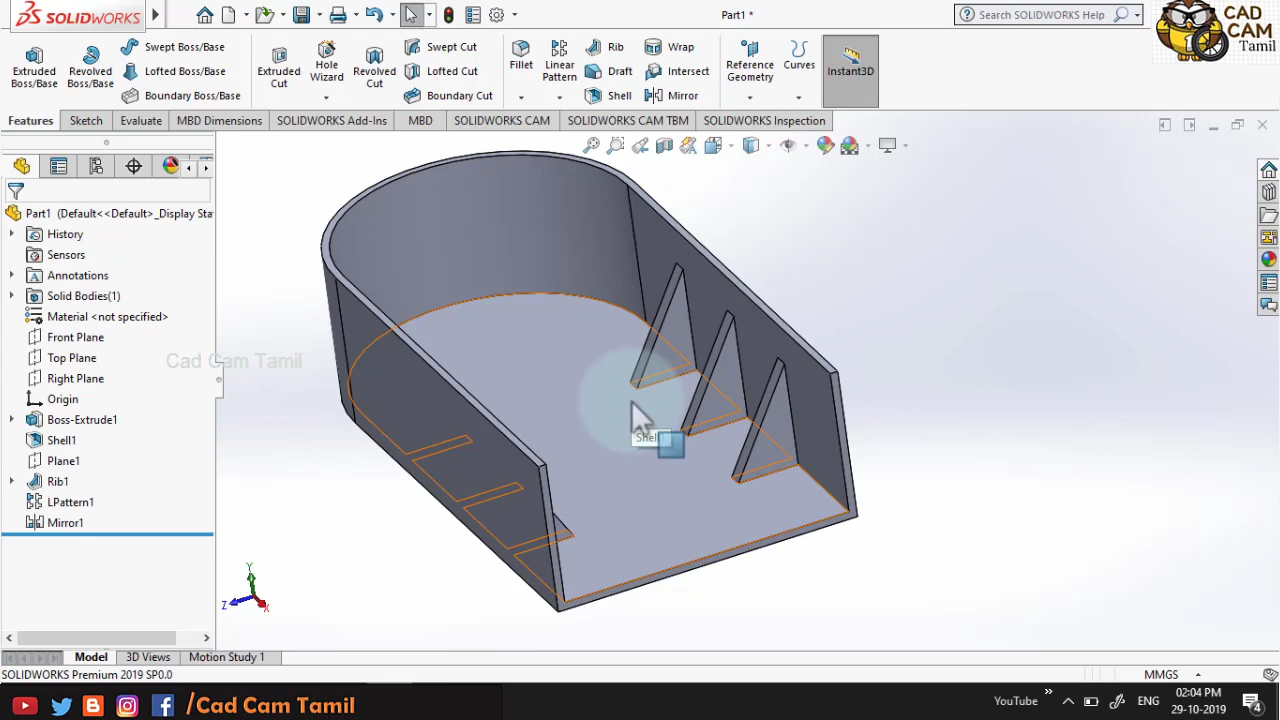 SOLIDWORKS
Part1 *
Search SOLIDWORKS Help
CAD
CAM
Tamil
Extruded Boss/Base
Revolved Boss/Base
Swept Boss/Base
Lofted Boss/Base
Boundary Boss/Base
Extruded Cut
Hole Wizard
Revolved Cut
Swept Cut
Lofted Cut
Boundary Cut
Fillet
Linear Pattern
Rib
Draft
Shell
Wrap
Intersect
Mirror
Reference Geometry
Curves
Instant3D
Features
Sketch
Evaluate
MBD Dimensions
SOLIDWORKS Add-Ins
MBD
SOLIDWORKS CAM
SOLIDWORKS CAM TBM
SOLIDWORKS Inspection
Part1 (Default<<Default>_Display Sta
History
Sensors
Annotations
Solid Bodies(1)
Material <not specified>
Front Plane
Top Plane
Cad Cam Tamil
Right Plane
Origin
Boss-Extrude1
Shell1
Plane1
Rib1
LPattern1
Mirror1
Shell
Y
Z
X
Model
3D Views
Motion Study 1
SOLIDWORKS Premium 2019 SP0.0
MMGS
/Cad Cam Tamil
YouTube
ENG
02:04 PM
29-10-2019
4